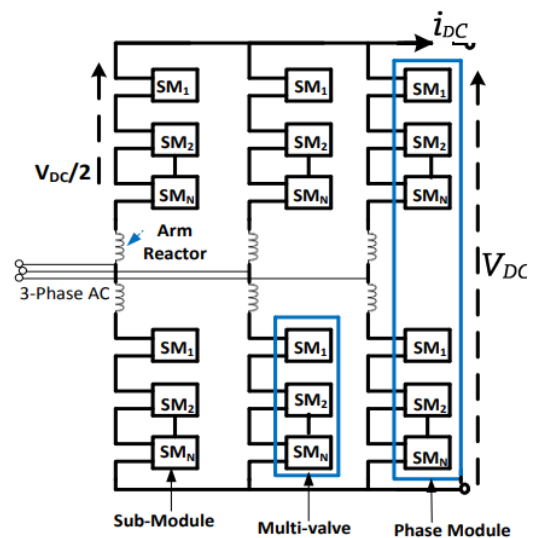 i_DC
SM₁ SM₁ SM₁
SM₂ SM₂ SM₂
V_DC/2
SM_N SM_N SM_N
Arm
Reactor
V_DC
3-Phase AC
SM₁ SM₁ SM₁
SM₂ SM₂ SM₂
SM_N SM_N SM_N
Sub-Module Multi-valve Phase Module